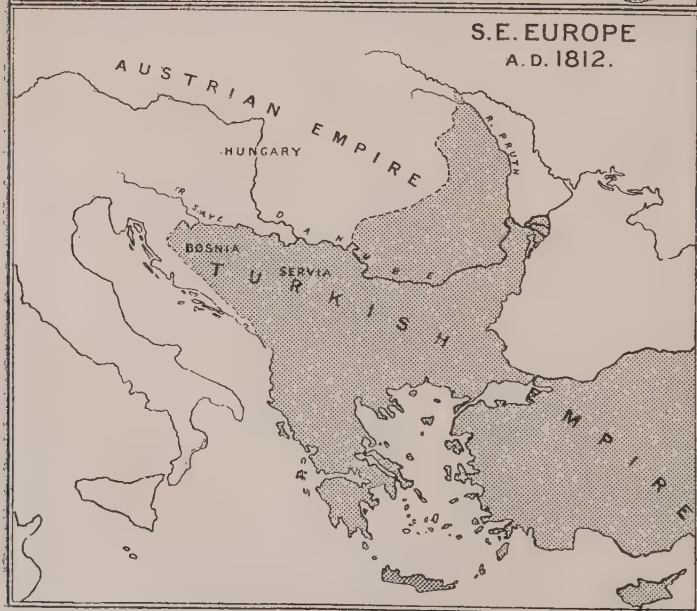 S.E. EUROPE
A.D. 1812.
AUSTRIAN EMPIRE
HUNGARY
R. PRUTH
R. SAVE
DANUBE
BOSNIA
SERVIA
TURKISH EMPIRE